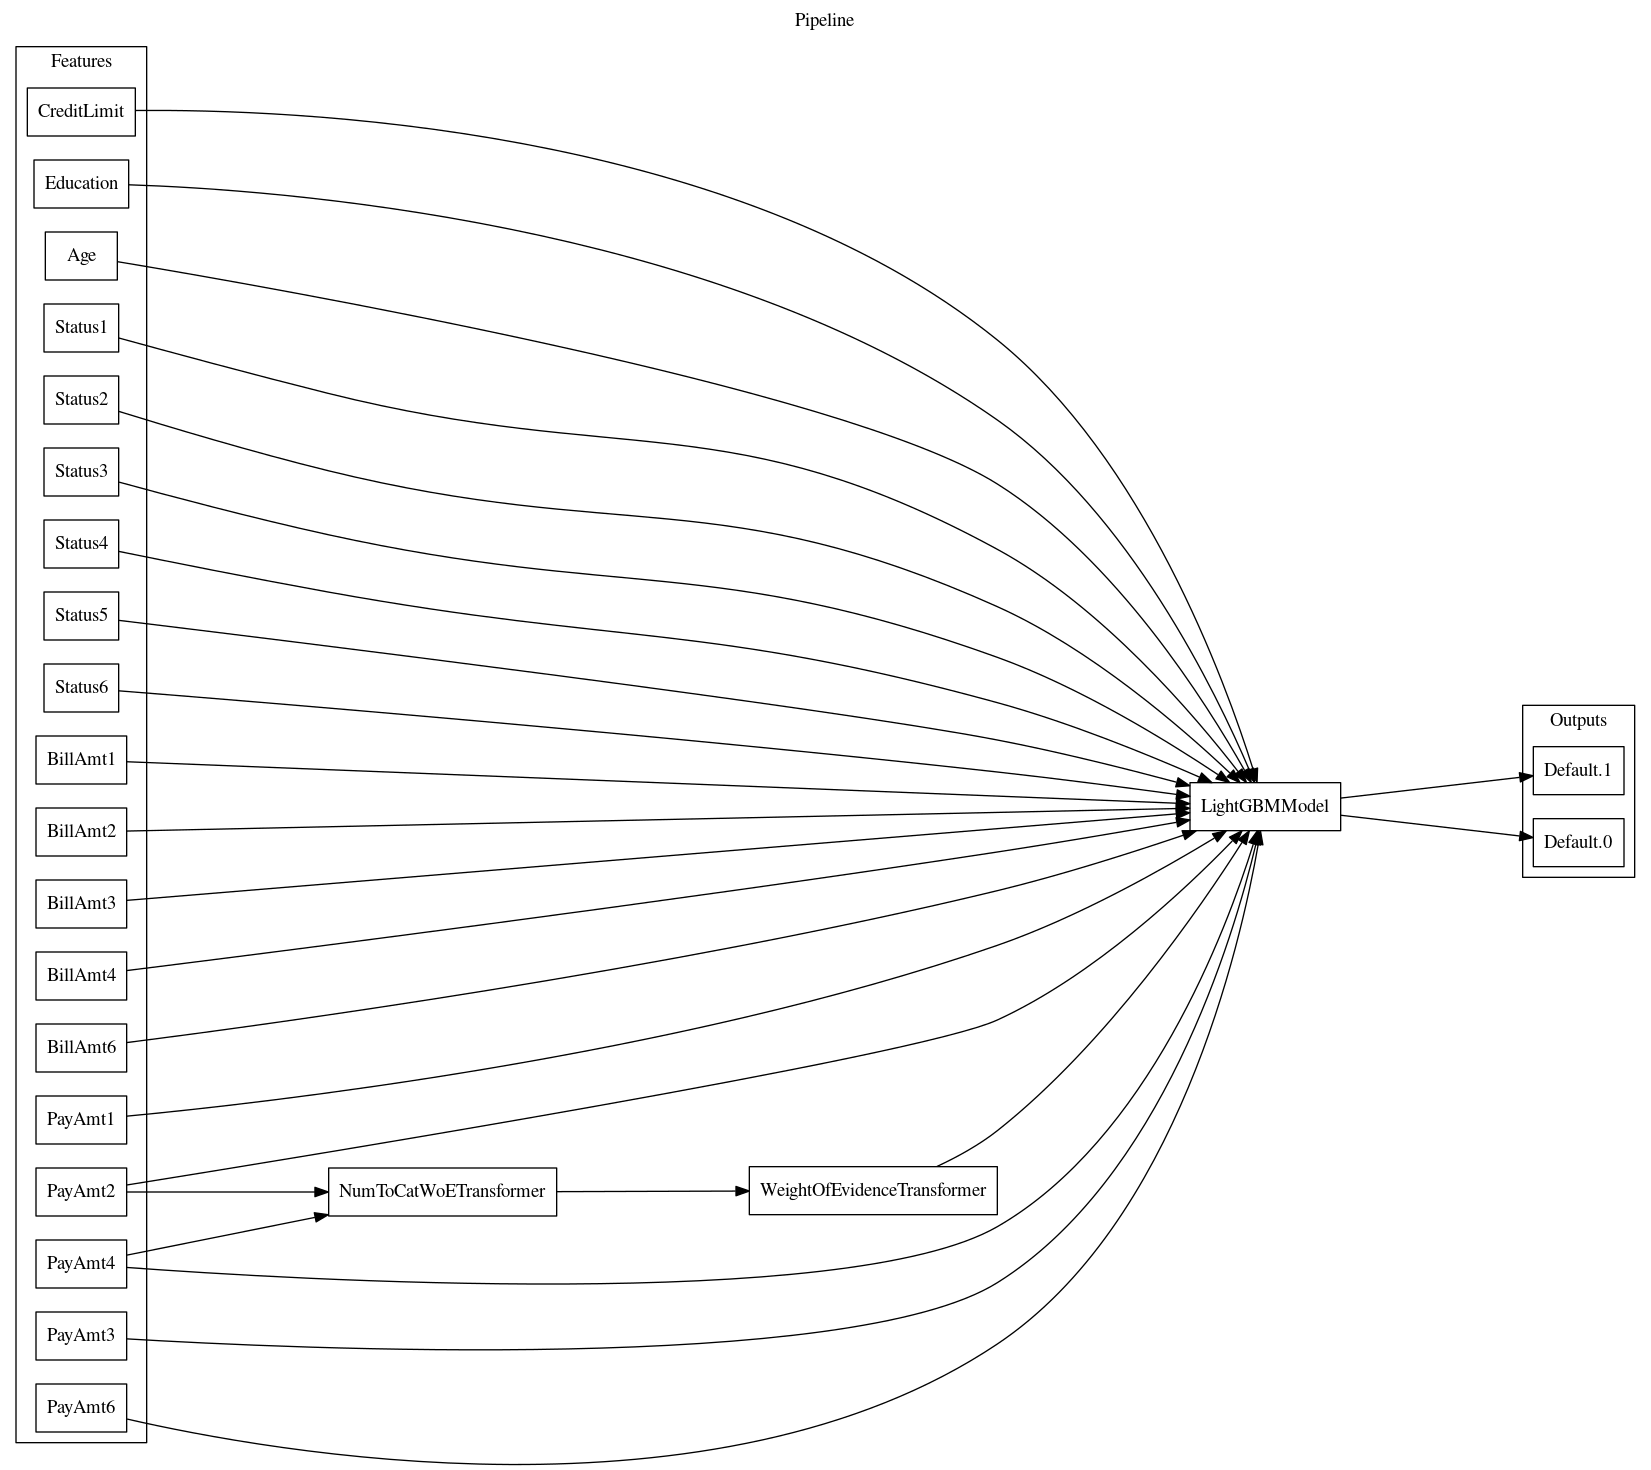 Pipeline
Features
CreditLimit
Education
Age
Status1
Status2
Status3
Status4
Status5
Status6
BillAmt1
BillAmt2
BillAmt3
BillAmt4
BillAmt6
PayAmt1
PayAmt2
PayAmt4
PayAmt3
PayAmt6
NumToCatWoETransformer
WeightOfEvidenceTransformer
LightGBMModel
Outputs
Default.1
Default.0